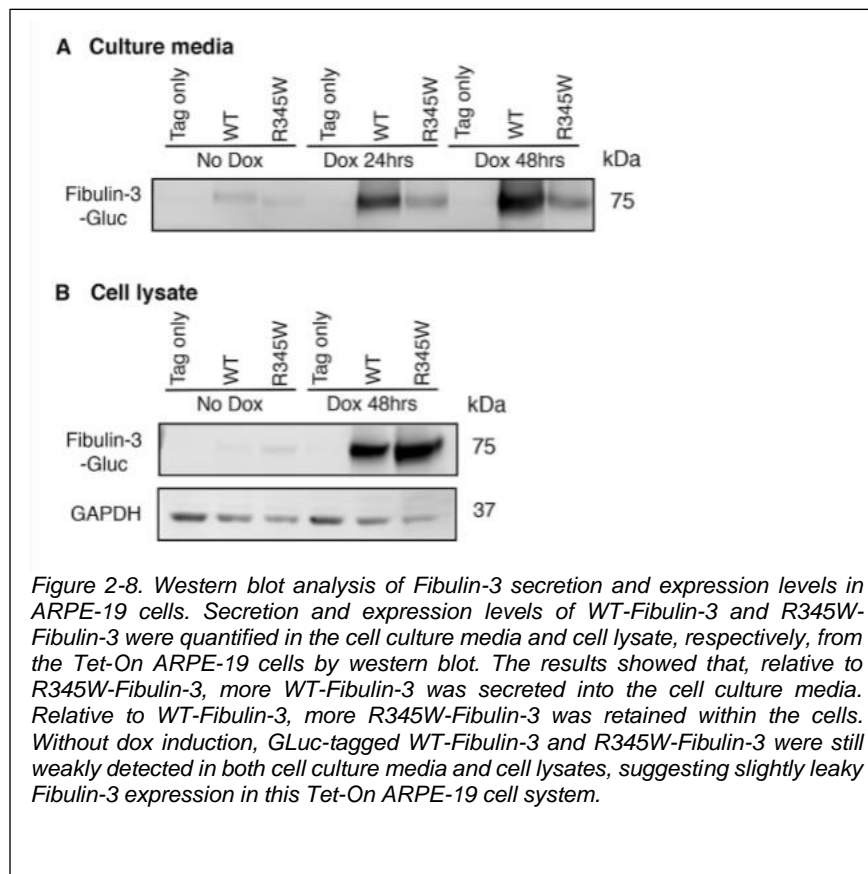 A Culture media
Tag only WT R345W Tag only WT R345W Tag only WT R345W
No Dox Dox 24hrs Dox 48hrs kDa
Fibulin-3
-Gluc
75
B Cell lysate
Tag only WT R345W Tag only WT R345W
No Dox Dox 48hrs kDa
Fibulin-3
-Gluc
75
GAPDH 37
Figure 2-8. Western blot analysis of Fibulin-3 secretion and expression levels in
ARPE-19 cells. Secretion and expression levels of WT-Fibulin-3 and R345W-
Fibulin-3 were quantified in the cell culture media and cell lysate, respectively, from
the Tet-On ARPE-19 cells by western blot. The results showed that, relative to
R345W-Fibulin-3, more WT-Fibulin-3 was secreted into the cell culture media.
Relative to WT-Fibulin-3, more R345W-Fibulin-3 was retained within the cells.
Without dox induction, GLuc-tagged WT-Fibulin-3 and R345W-Fibulin-3 were still
weakly detected in both cell culture media and cell lysates, suggesting slightly leaky
Fibulin-3 expression in this Tet-On ARPE-19 cell system.